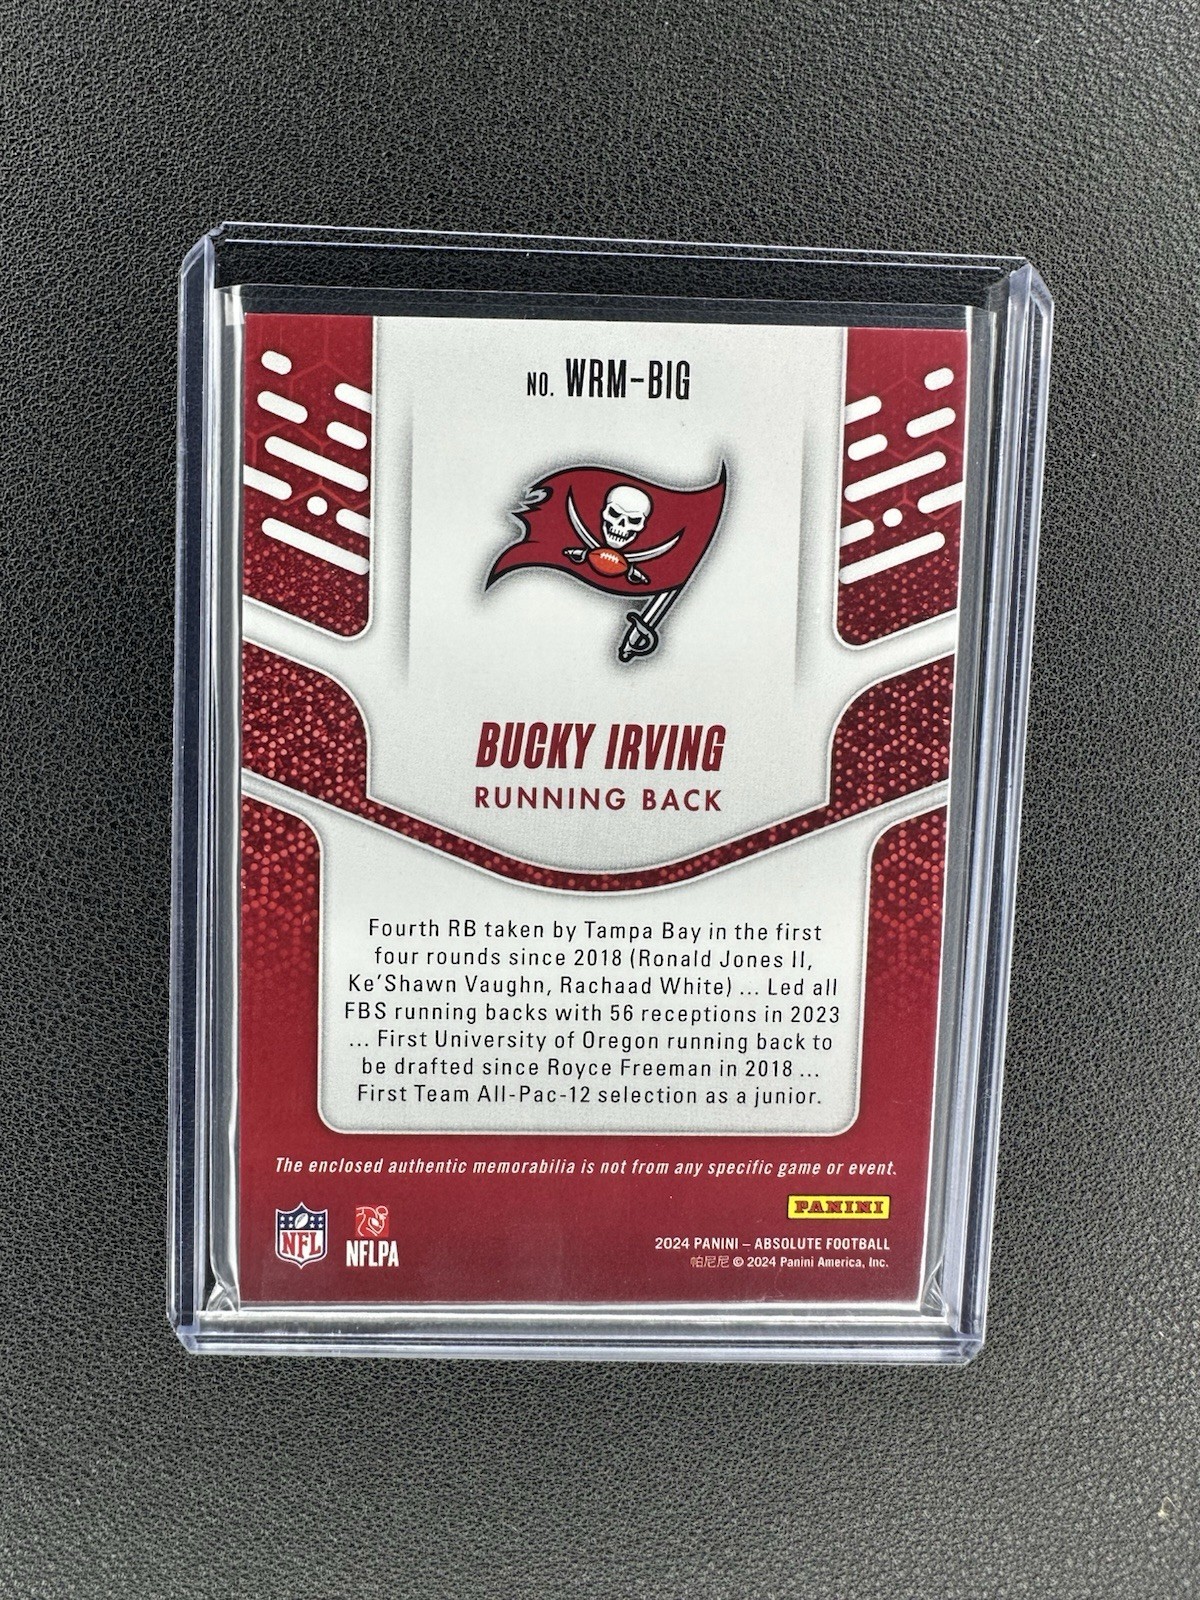 NO. WRM-BIG
BUCKY IRVING
RUNNING BACK
Fourth RB taken by Tampa Bay in the first
four rounds since 2018 (Ronald Jones II,
Ke'Shawn Vaughn, Rachaad White) ... Led all
FBS running backs with 56 receptions in 2023
... First University of Oregon running back to
be drafted since Royce Freeman in 2018 ...
First Team All-Pac-12 selection as a junior.
The enclosed authentic memorabilia is not from any specific game or event.
PANINI
NFL
NFLPA
2024 PANINI – ABSOLUTE FOOTBALL
帕尼尼 © 2024 Panini America, Inc.